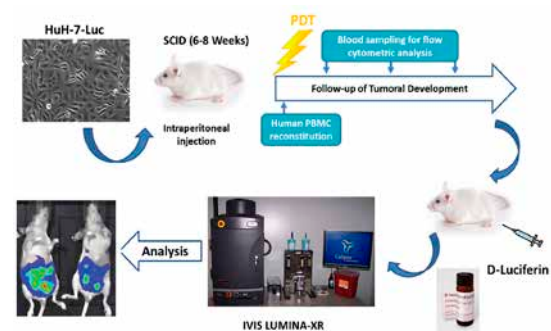 HuH-7-Luc
SCID (6-8 Weeks)
Intraperitoneal
injection
PDT
Blood sampling for flow
cytometric analysis
Follow-up of Tumoral Development
Human PBMC
reconstitution
D-Luciferin
IVIS LUMINA-XR
Analysis